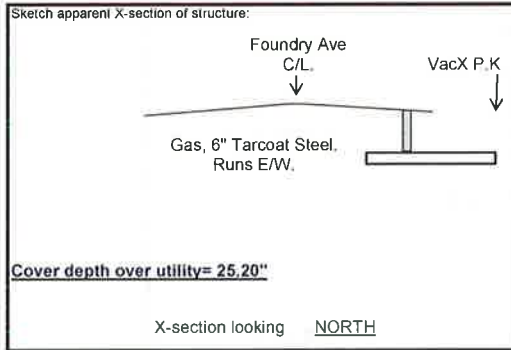 Sketch apparent X-section of structure:
Foundry Ave
C/L.
VacX P.K
Gas, 6" Tarcoat Steel.
Runs E/W.
Cover depth over utility= 25.20"
X-section looking NORTH